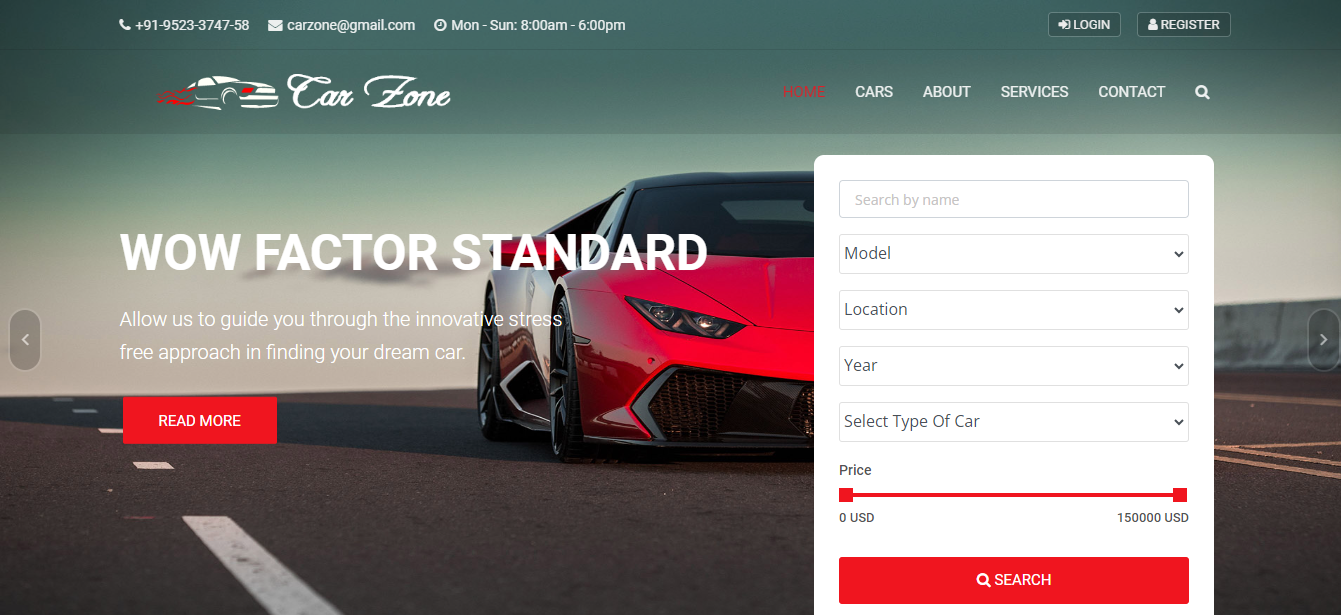 +91-9523-3747-58 carzone@gmail.com Mon - Sun: 8:00am - 6:00pm LOGIN REGISTER
Car Zone HOME CARS ABOUT SERVICES CONTACT
Search by name
WOW FACTOR STANDARD
Model
Allow us to guide you through the innovative stress
free approach in finding your dream car.
Location
Year
READ MORE
Select Type Of Car
Price
0 USD 150000 USD
SEARCH